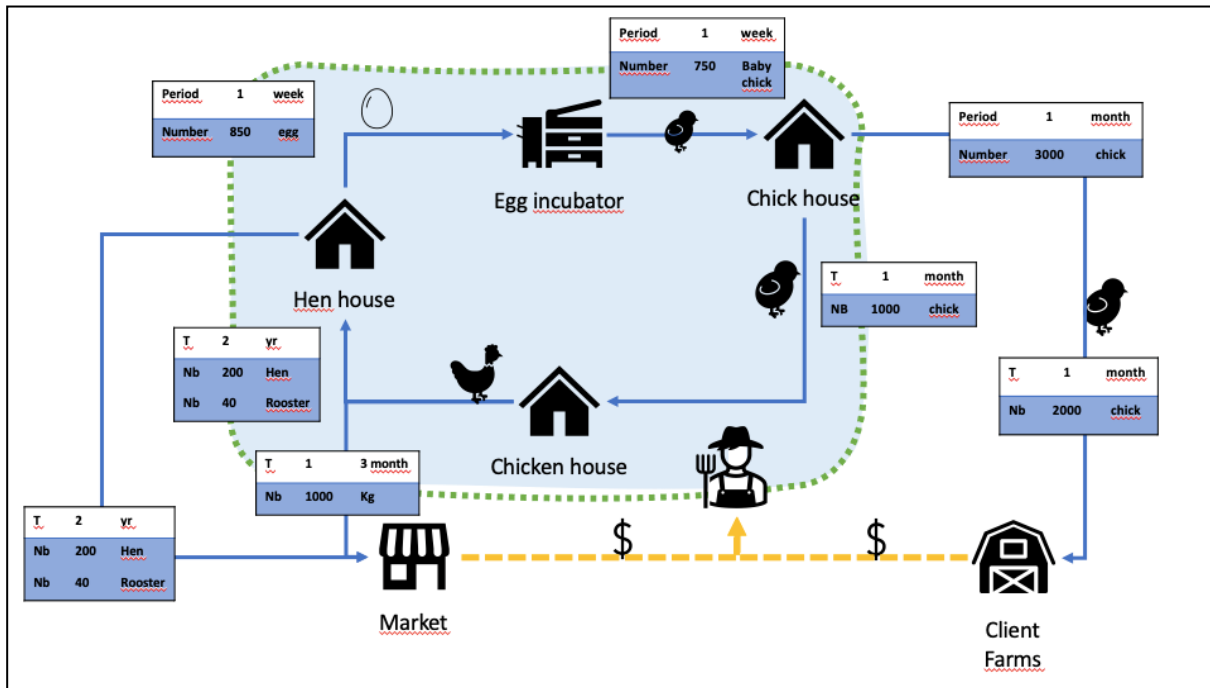 Period 1 week
Number 750 Baby
chick
Period 1 week
Number 850 egg
Period 1 month
Number 3000 chick
Egg incubator
Chick house
Hen house
T 1 month
NB 1000 chick
T 2 yr
Nb 200 Hen
Nb 40 Rooster
T 1 month
Nb 2000 chick
Chicken house
T 1 3 month
Nb 1000 Kg
T 2 yr
Nb 200 Hen
Nb 40 Rooster
$ $
Market
Client
Farms